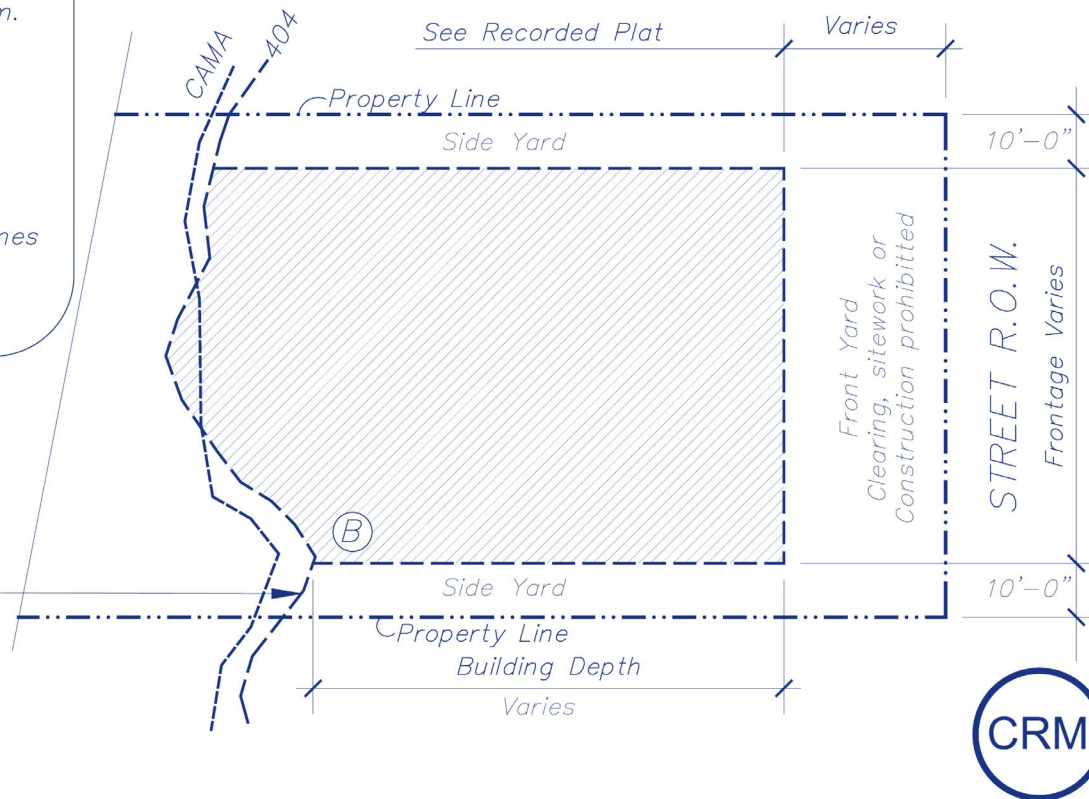 n.
nes
CAMA
404
See Recorded Plat
Varies
Property Line
Side Yard
10'-0"
Front Yard
Clearing, sitework or
Construction prohibitted
STREET R.O.W.
Frontage Varies
B
Side Yard
10'-0"
Property Line
Building Depth
Varies
CRM